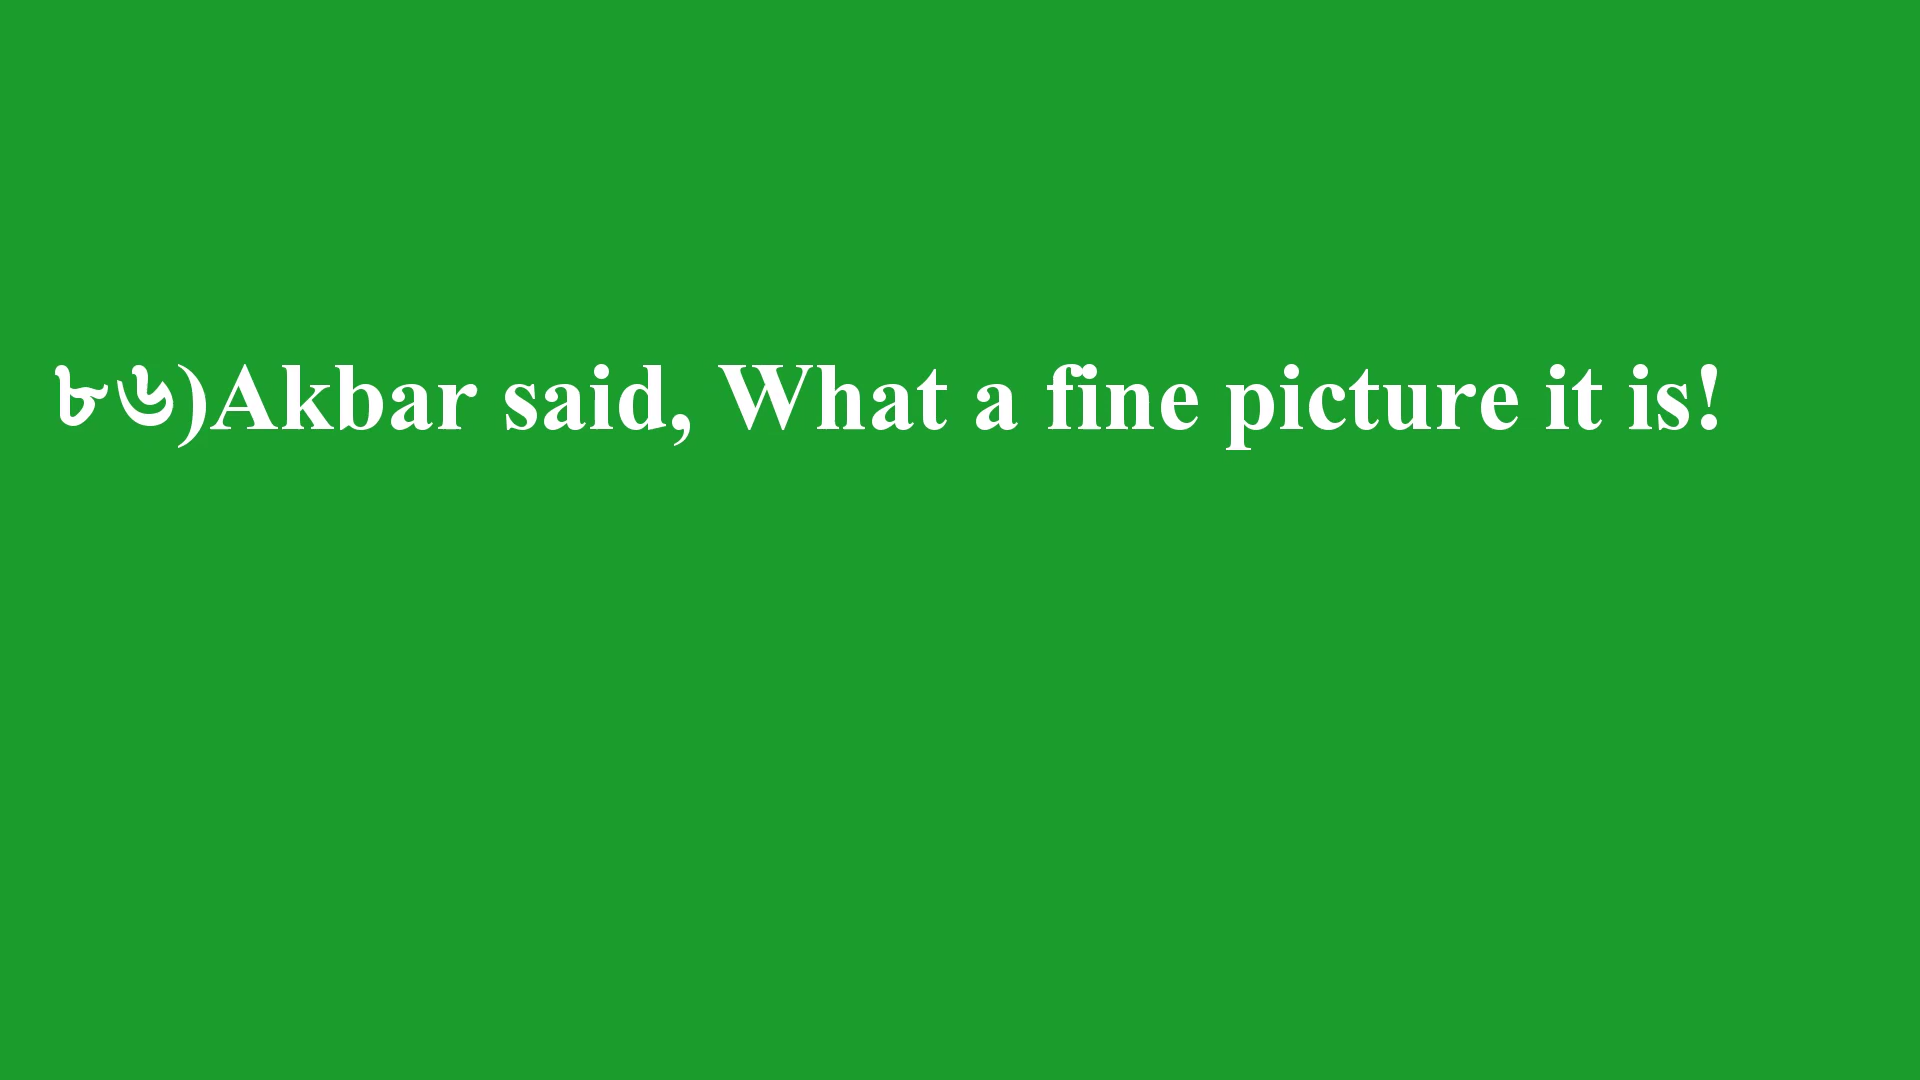 ৮৬)Akbar said, What a fine picture it is!